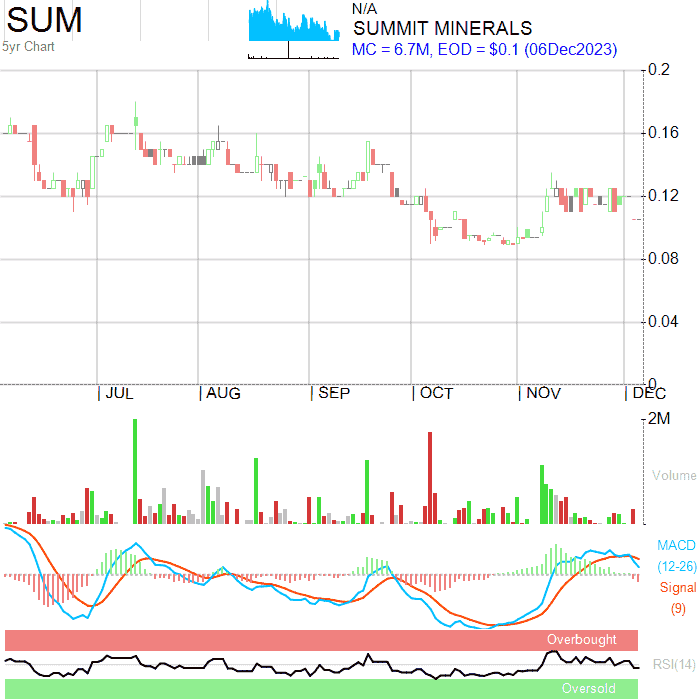 SUM
5yr Chart
N/A
SUMMIT MINERALS
MC = 6.7M, EOD = $0.1 (06Dec2023)
0.2
0.16
0.12
0.08
0.04
0
JUL AUG SEP OCT NOV DEC
2M
Volume
MACD
(12-26)
Signal
(9)
Overbought
RSI(14)
Oversold